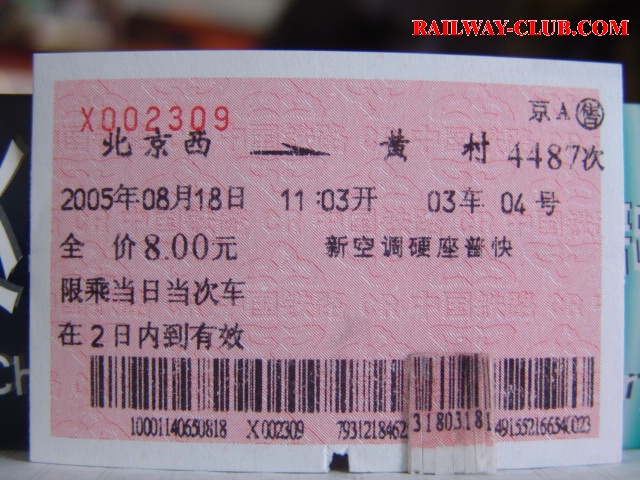 RAILWAY-CLUB.COM
X002309
京A 售
北京西 → 黄 村 4487次
2005年08月18日 11:03开 03车 04号
全 价8.00元 新空调硬座普快
限乘当日当次车
在2日内到有效
10001140650818 X002309 7931218462 31803181 491552166540023